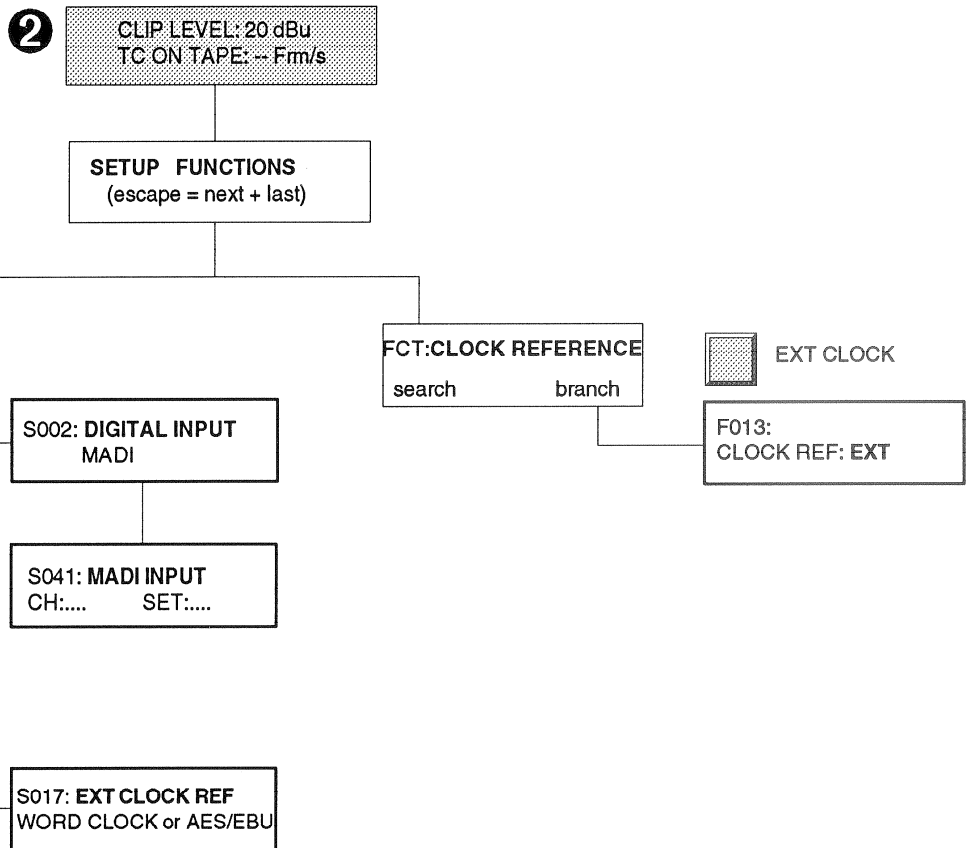 2
CLIP LEVEL: 20 dBu
TC ON TAPE: -- Frm/s
SETUP FUNCTIONS
(escape = next + last)
FCT:CLOCK REFERENCE
search branch
EXT CLOCK
F013:
CLOCK REF: EXT
S002: DIGITAL INPUT
MADI
S041: MADI INPUT
CH:.... SET:....
S017: EXT CLOCK REF
WORD CLOCK or AES/EBU